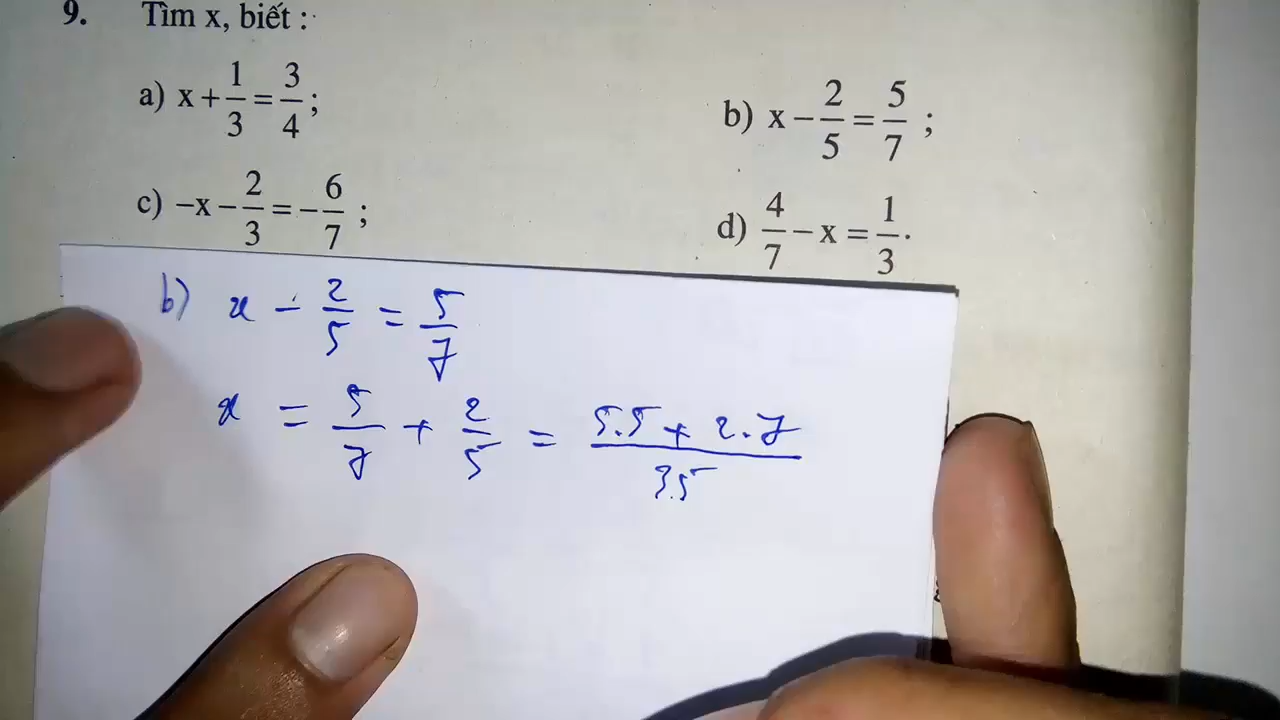 9. Tìm x, biết :
a) x + 1/3 = 3/4 ;
b) x − 2/5 = 5/7 ;
c) −x − 2/3 = −6/7 ;
d) 4/7 − x = 1/3 .
b) x − 2/5 = 5/7
x = 5/7 + 2/5 = (5.5 + 2.7)/35